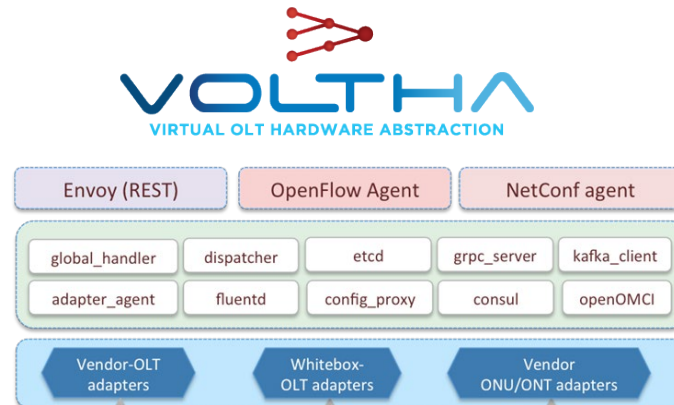 VOLTHA
VIRTUAL OLT HARDWARE ABSTRACTION
Envoy (REST)
OpenFlow Agent
NetConf agent
global_handler
dispatcher
etcd
grpc_server
kafka_client
adapter_agent
fluentd
config_proxy
consul
openOMCI
Vendor-OLT
adapters
Whitebox-
OLT adapters
Vendor
ONU/ONT adapters